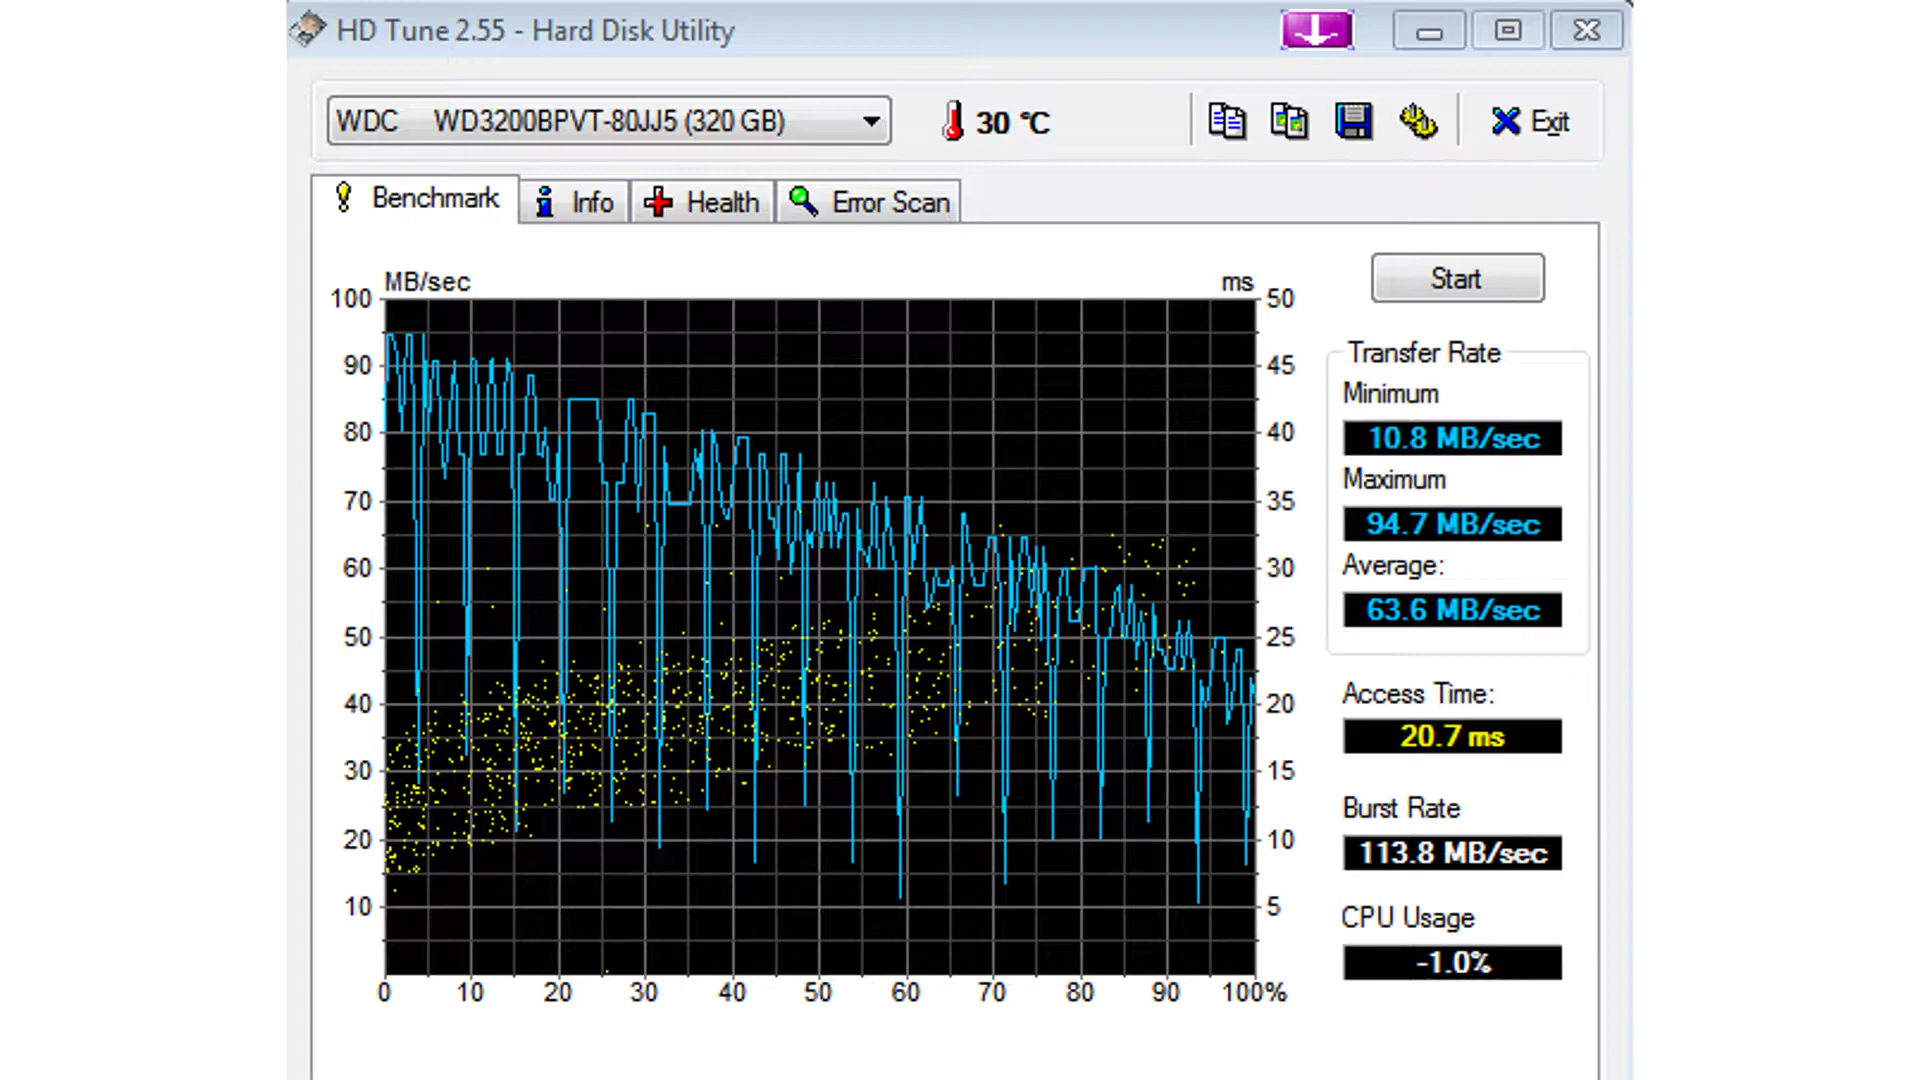 HD Tune 2.55 - Hard Disk Utility
WDC WD3200BPVT-80JJ5 (320 GB)
30 °C
Exit
Benchmark
Info
Health
Error Scan
MB/sec
ms
100
90
80
70
60
50
40
30
20
10
50
45
40
35
30
25
20
15
10
5
0 10 20 30 40 50 60 70 80 90 100%
Start
Transfer Rate
Minimum
10.8 MB/sec
Maximum
94.7 MB/sec
Average:
63.6 MB/sec
Access Time:
20.7 ms
Burst Rate
113.8 MB/sec
CPU Usage
-1.0%